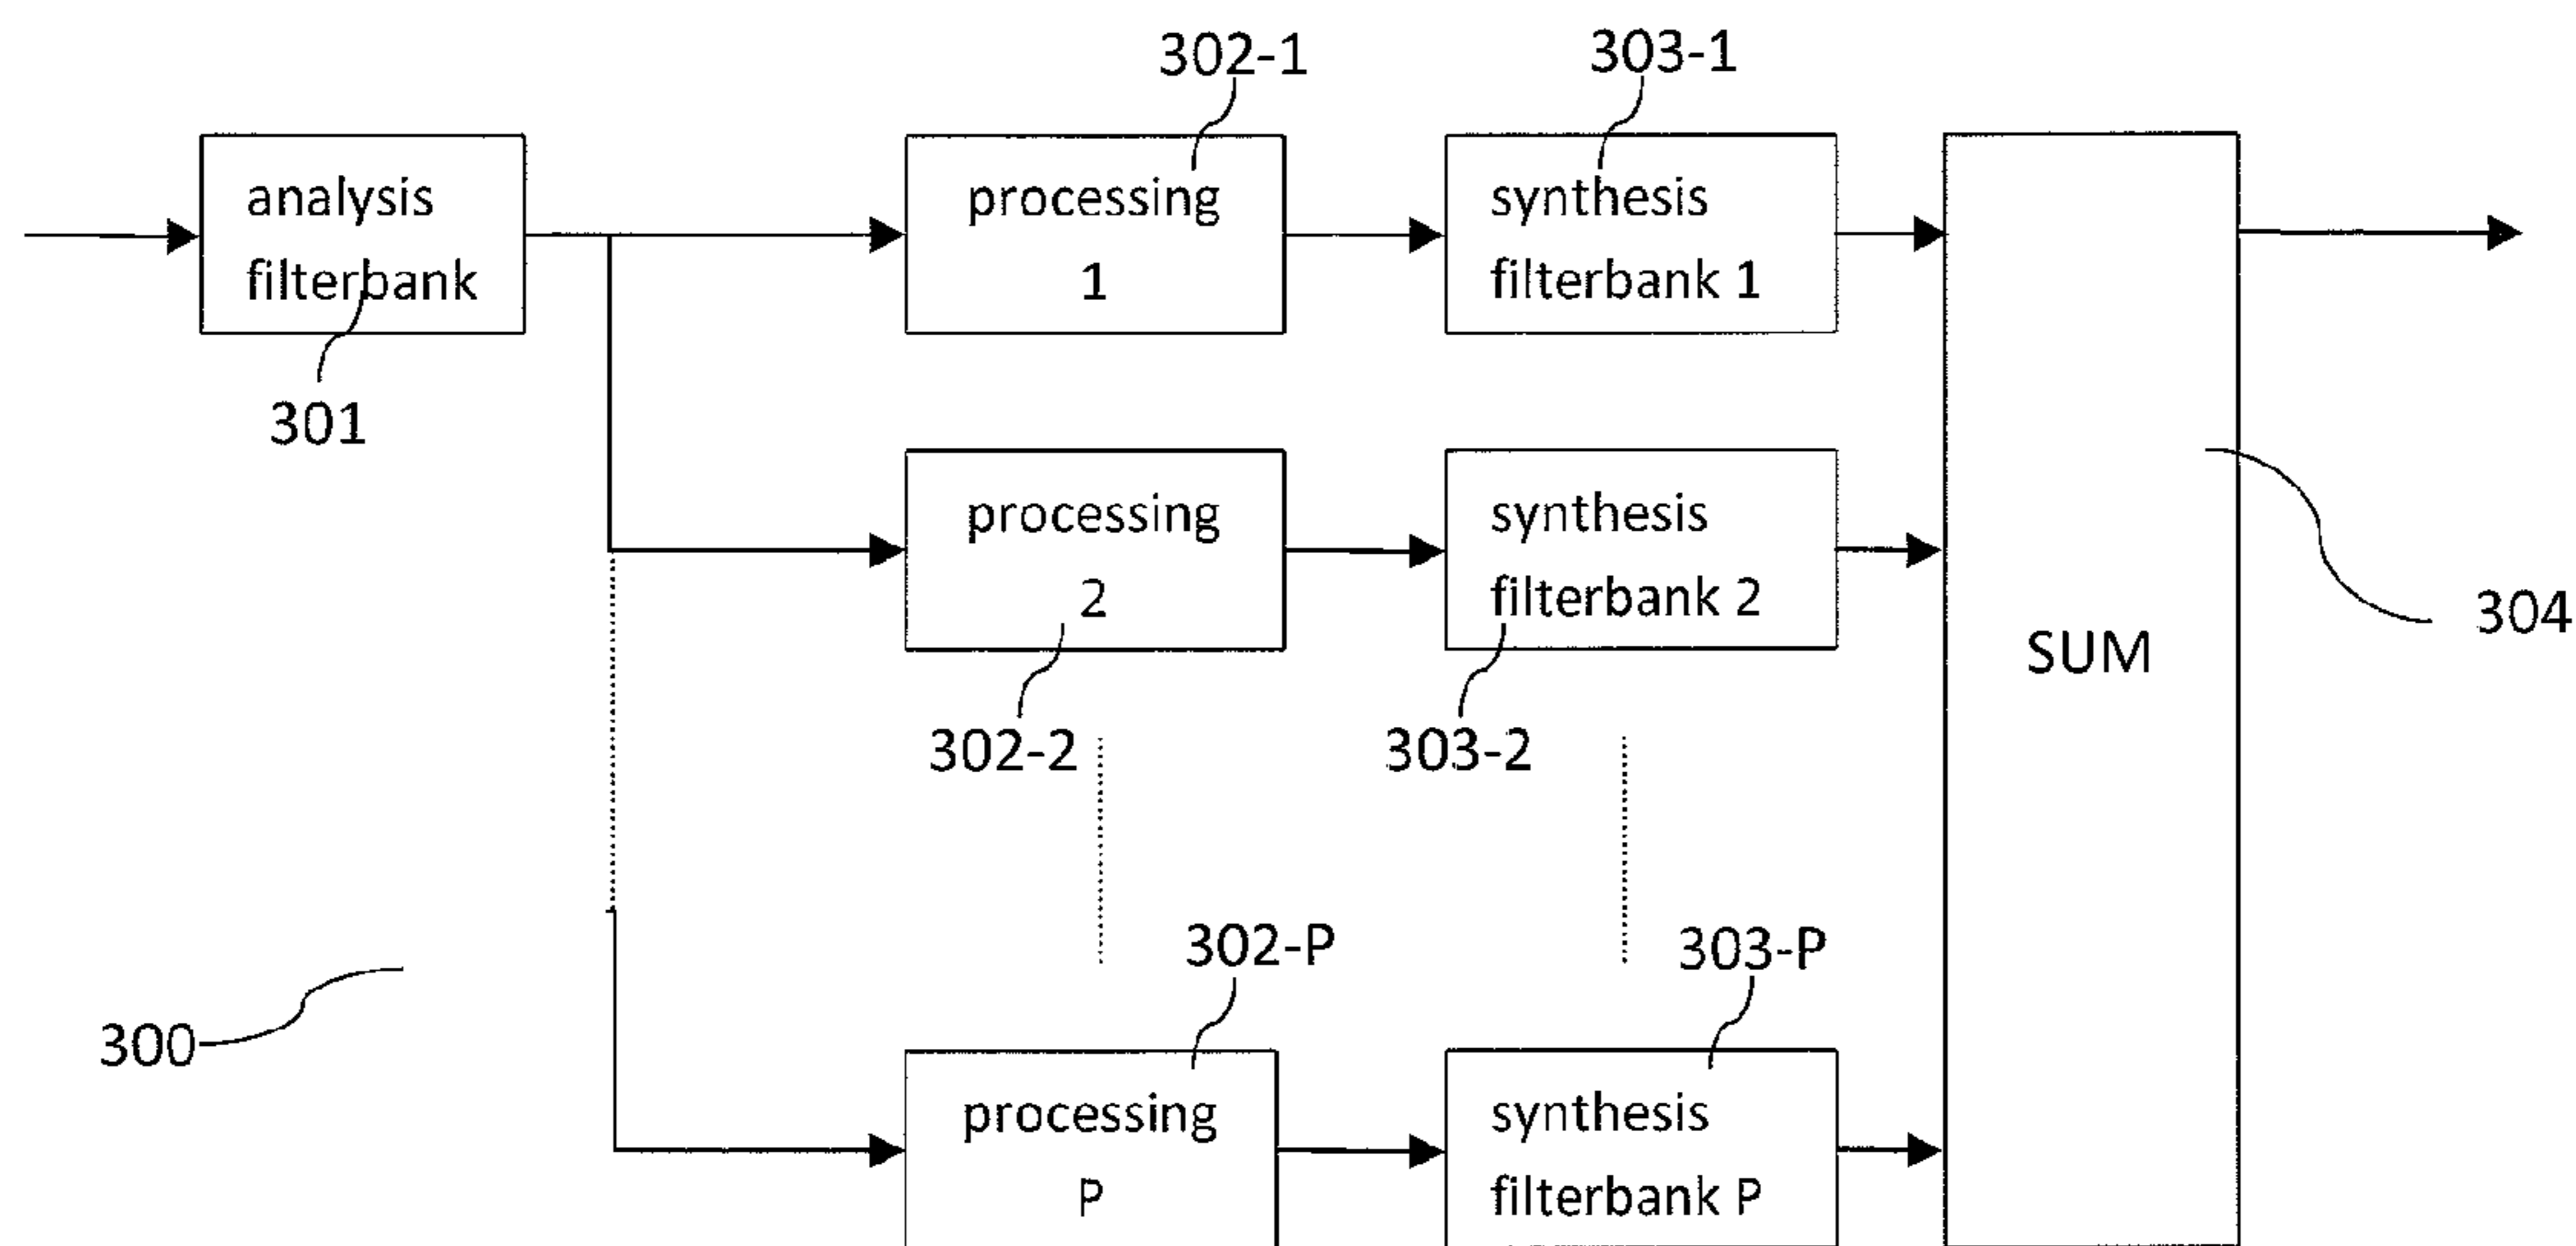 302-1
303-1
analysis
filterbank
301
processing
1
synthesis
filterbank 1
processing
2
302-2
synthesis
filterbank 2
303-2
SUM
304
302-P
303-P
300
processing
P
synthesis
filterbank P